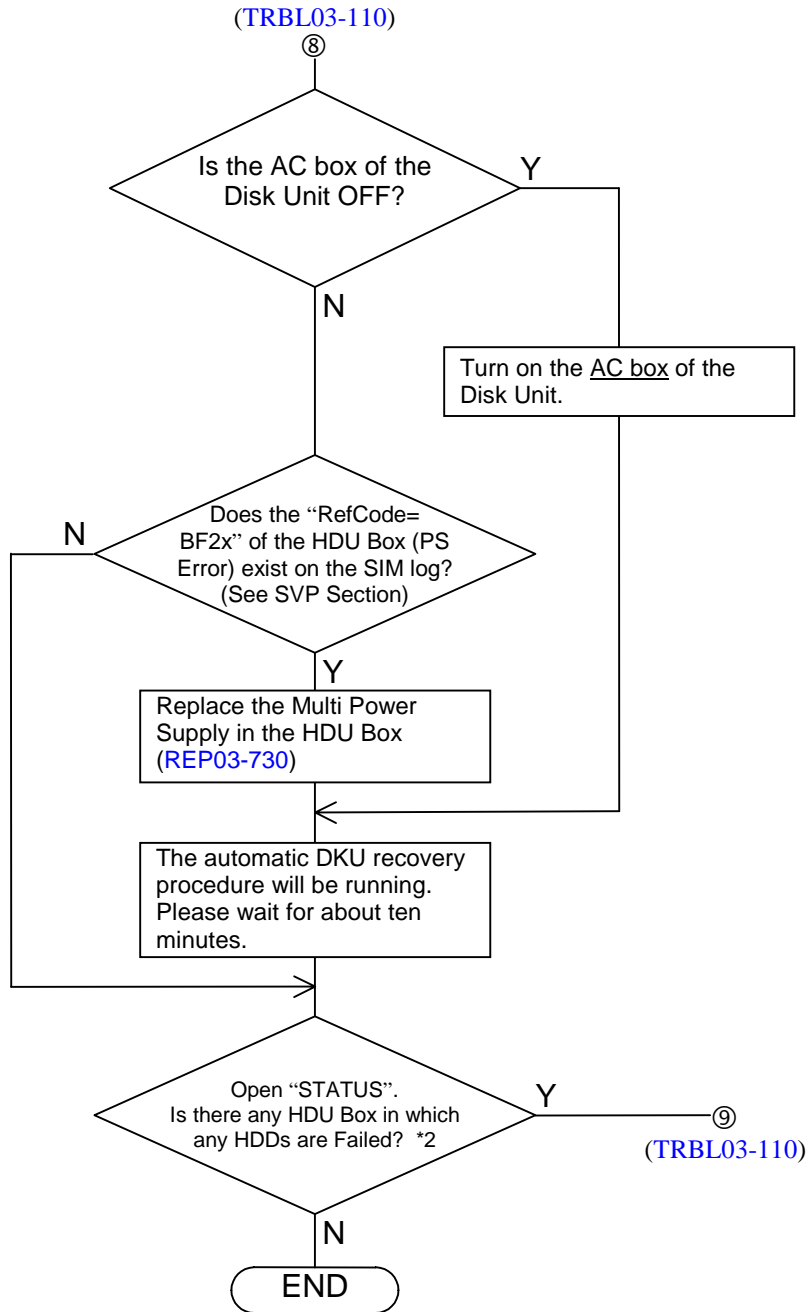 (TRBL03-110)
⑧
Is the AC box of the
Disk Unit OFF?
Y
N
Turn on the AC box of the
Disk Unit.
N
Does the “RefCode=
BF2x” of the HDU Box (PS
Error) exist on the SIM log?
(See SVP Section)
Y
Replace the Multi Power
Supply in the HDU Box
(REP03-730)
The automatic DKU recovery
procedure will be running.
Please wait for about ten
minutes.
Open “STATUS”.
Is there any HDU Box in which
any HDDs are Failed? *2
Y
⑨
(TRBL03-110)
N
END